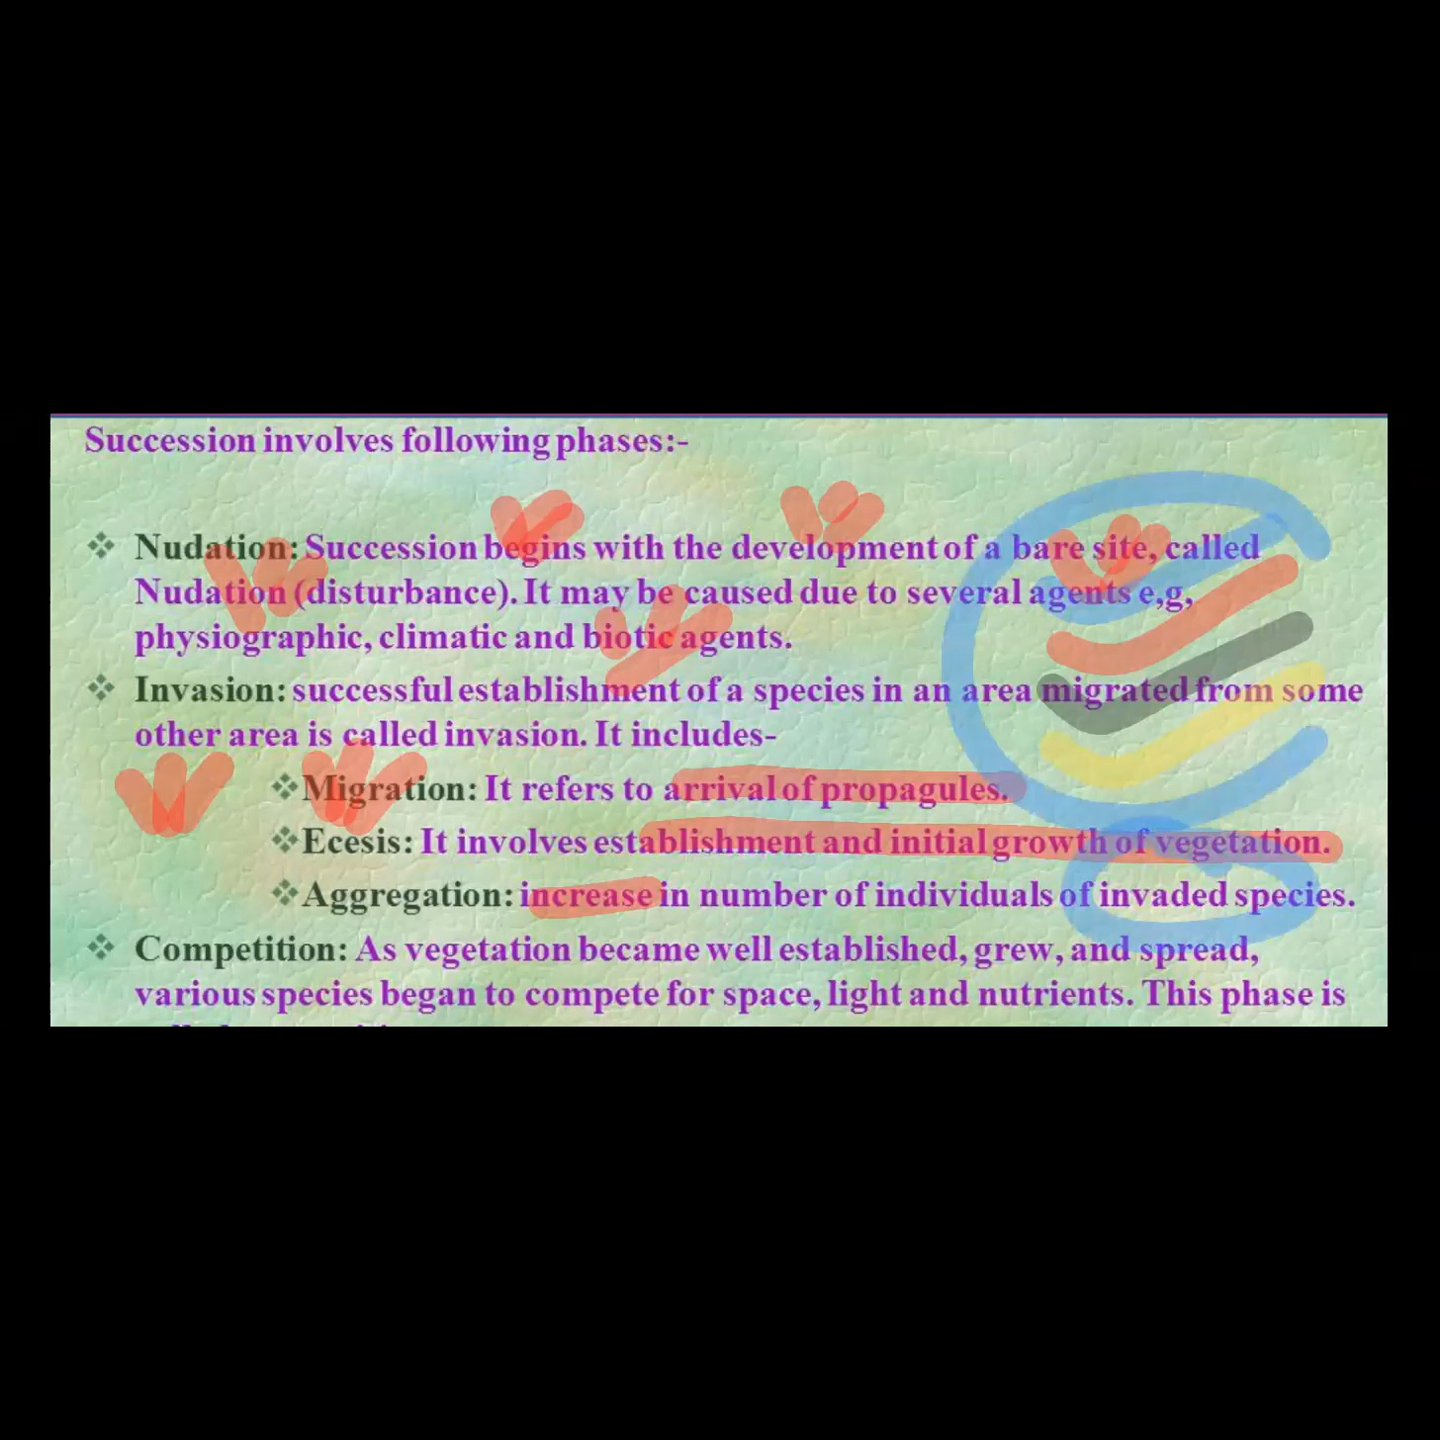 Succession involves following phases:-
Nudation: Succession begins with the development of a bare site, called
Nudation (disturbance). It may be caused due to several agents e,g,
physiographic, climatic and biotic agents.
Invasion: successful establishment of a species in an area migrated from some
other area is called invasion. It includes-
Migration: It refers to arrival of propagules.
Ecesis: It involves establishment and initial growth of vegetation.
Aggregation: increase in number of individuals of invaded species.
Competition: As vegetation became well established, grew, and spread,
various species began to compete for space, light and nutrients. This phase is